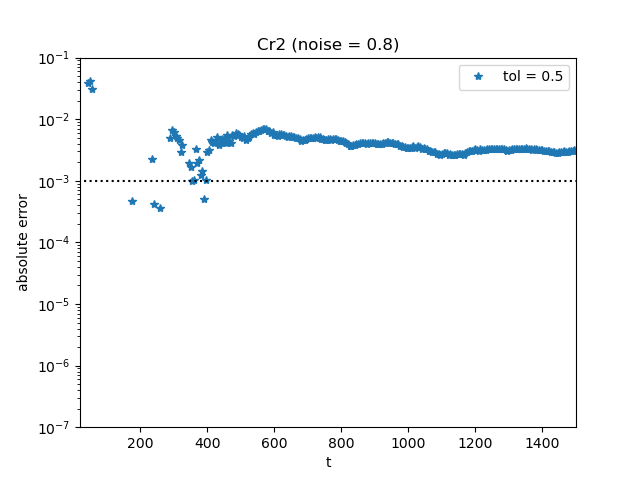 Cr2 (noise = 0.8)
tol = 0.5
10⁻¹
10⁻²
10⁻³
10⁻⁴
10⁻⁵
10⁻⁶
10⁻⁷
absolute error
200 400 600 800 1000 1200 1400
t